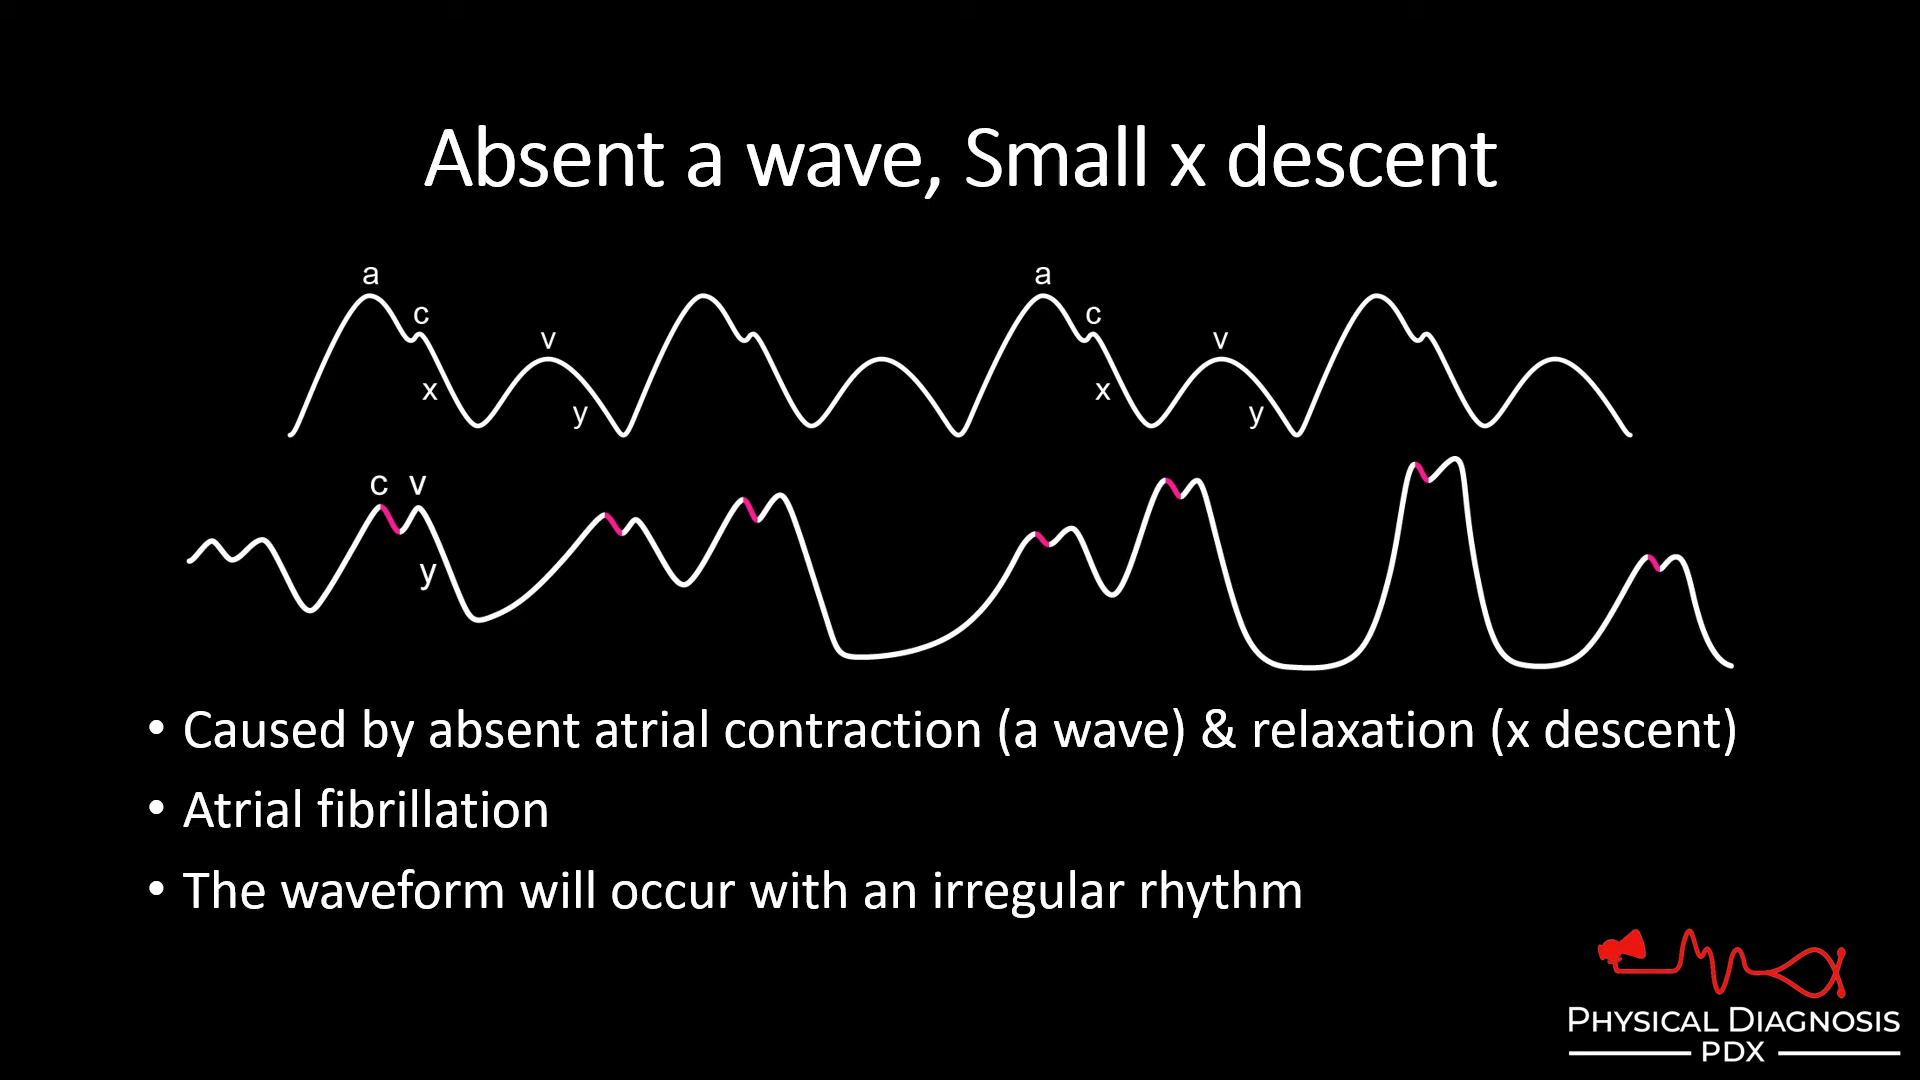 Absent a wave, Small x descent
a a
c c
v v
x x
y y
c v
y
• Caused by absent atrial contraction (a wave) & relaxation (x descent)
• Atrial fibrillation
• The waveform will occur with an irregular rhythm
PHYSICAL DIAGNOSIS
PDX